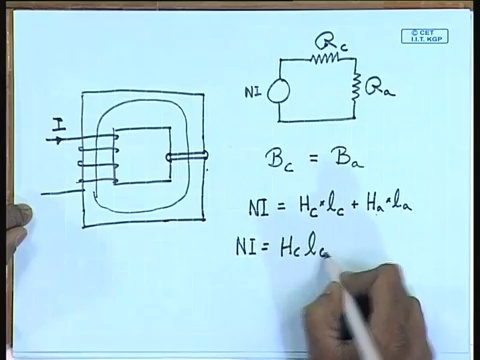 © CET
I.I.T. KGP
R_c
NI
R_a
I
B_c = B_a
NI = H_c * l_c + H_a * l_a
NI = H_c l_c